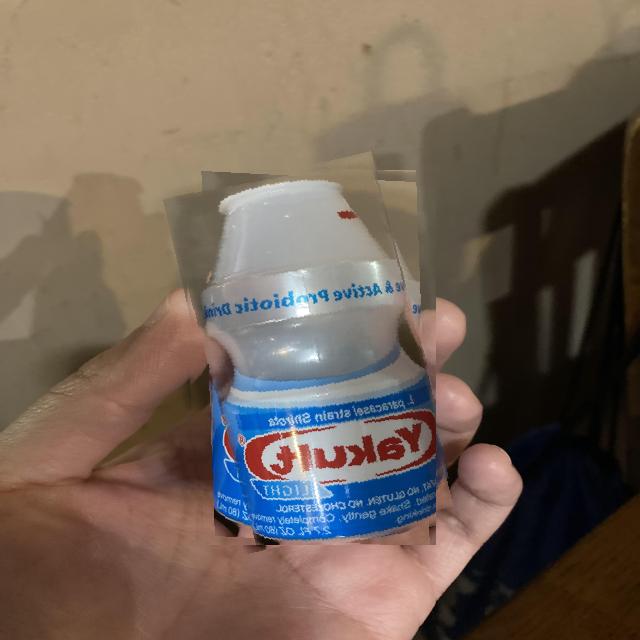 ve & Active Probiotic Drin
L. paracasei strain Shirota
Yakult®
LIGHT
FAT, NO GLUTEN, NO CHOLESTEROL
Shake gently. Completely remove
2.7 FL OZ (80 mL